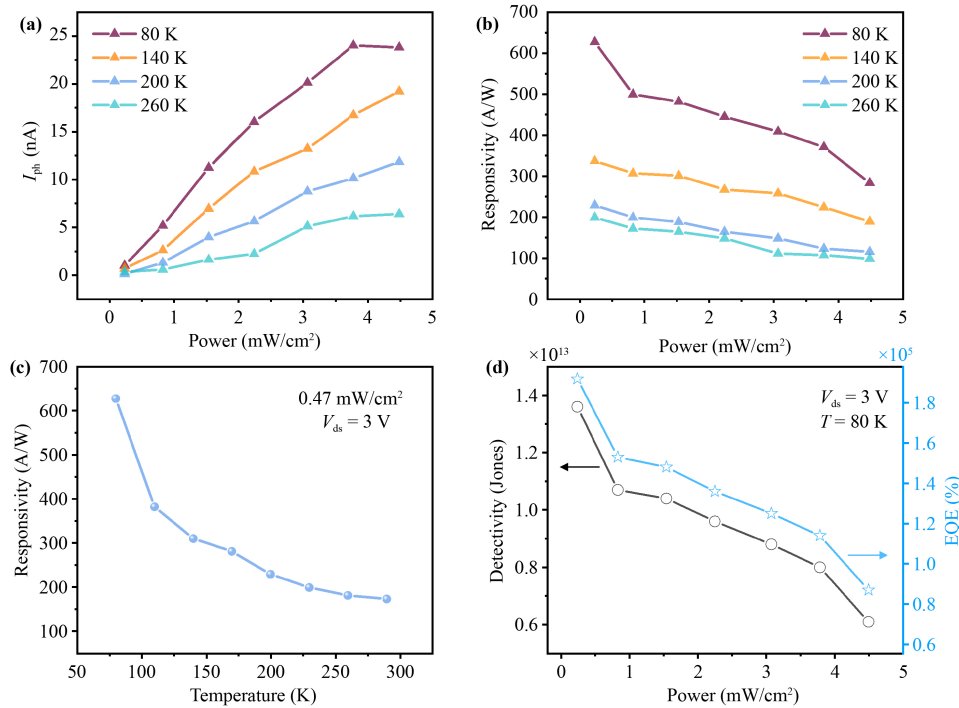 (a)
80 K
140 K
200 K
260 K
25
20
15
10
5
0
I_ph (nA)
0 1 2 3 4 5
Power (mW/cm²)
(b)
80 K
140 K
200 K
260 K
700
600
500
400
300
200
100
0
Responsivity (A/W)
0 1 2 3 4 5
Power (mW/cm²)
(c)
0.47 mW/cm²
V_ds = 3 V
700
600
500
400
300
200
100
Responsivity (A/W)
50 100 150 200 250 300
Temperature (K)
×10¹³
×10⁵
(d)
V_ds = 3 V
T = 80 K
1.4
1.2
1.0
0.8
0.6
Detectivity (Jones)
1.8
1.6
1.4
1.2
1.0
0.8
0.6
EQE (%)
0 1 2 3 4 5
Power (mW/cm²)